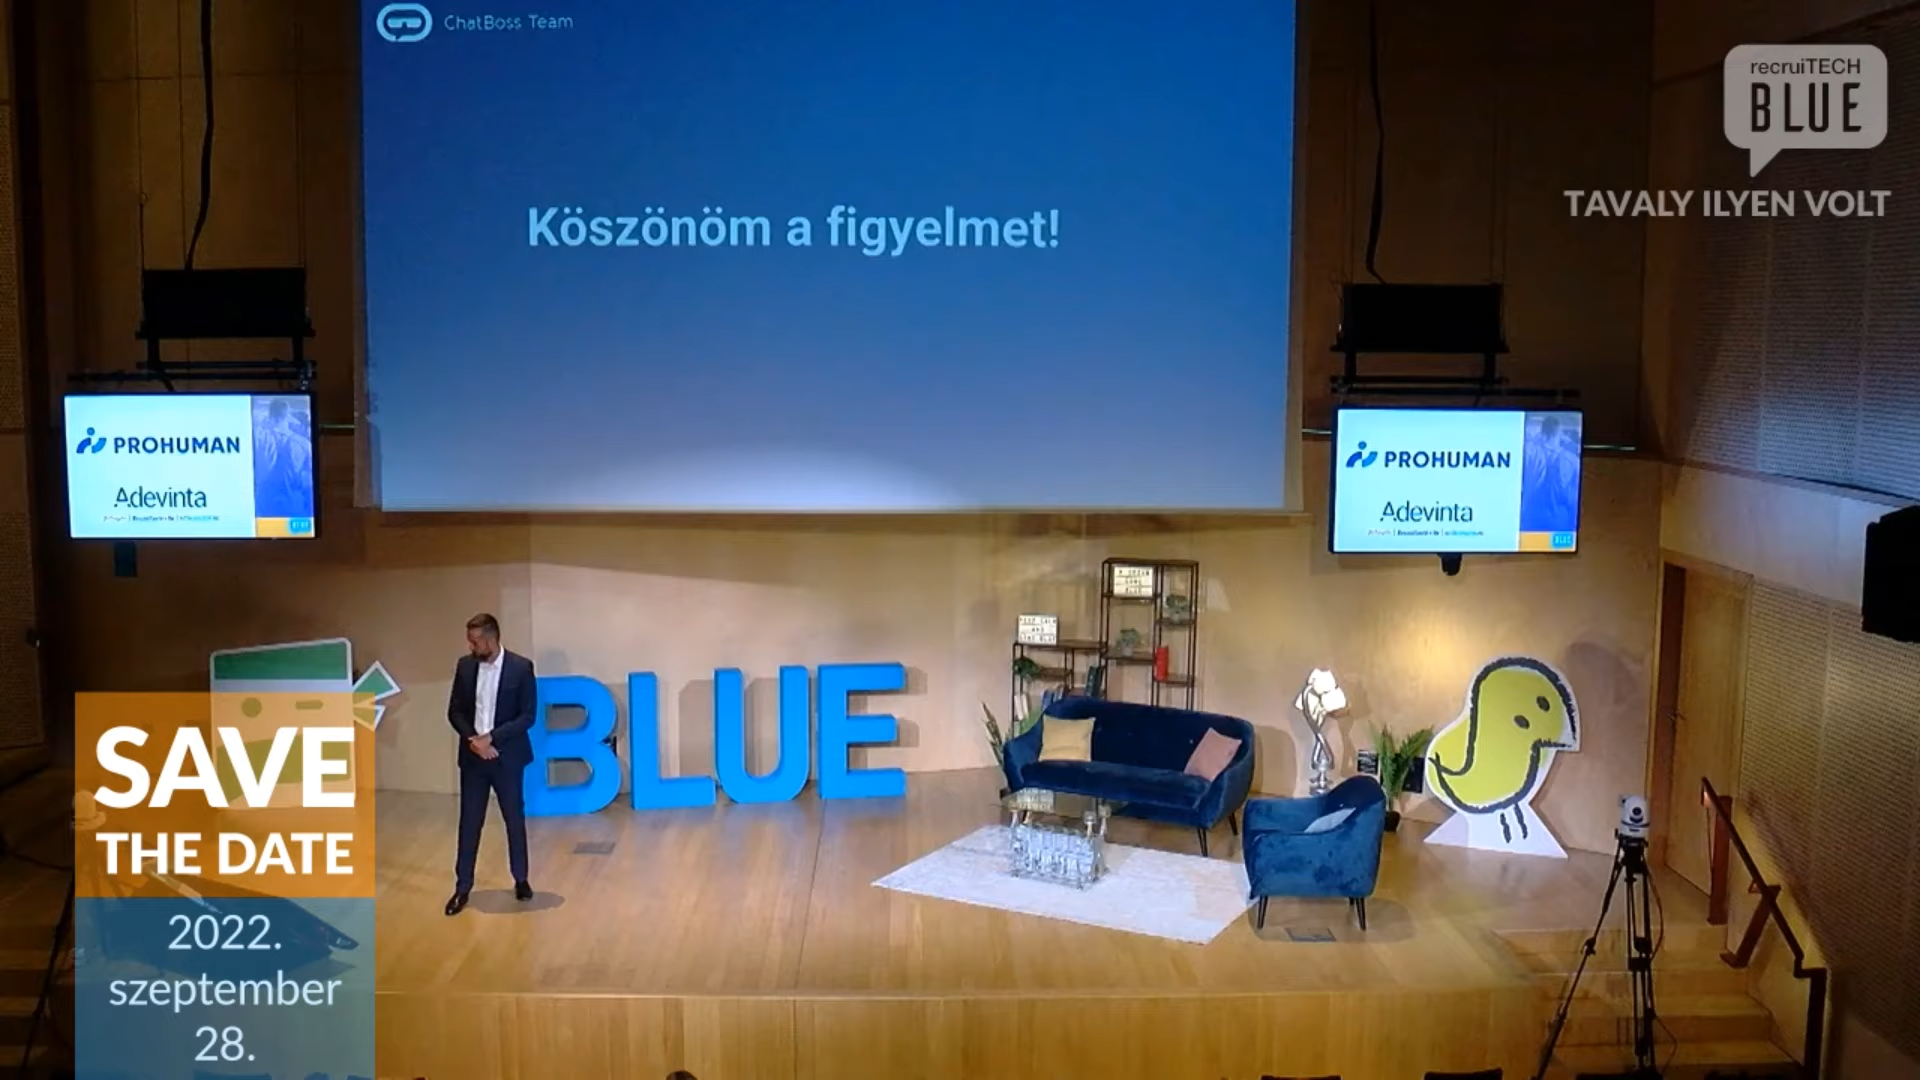 ChatBoss Team
Köszönöm a figyelmet!
recruiTECH
BLUE
TAVALY ILYEN VOLT
PROHUMAN
Adevinta
PROHUMAN
Adevinta
BLUE
BLUE
SAVE
THE DATE
2022.
szeptember
28.